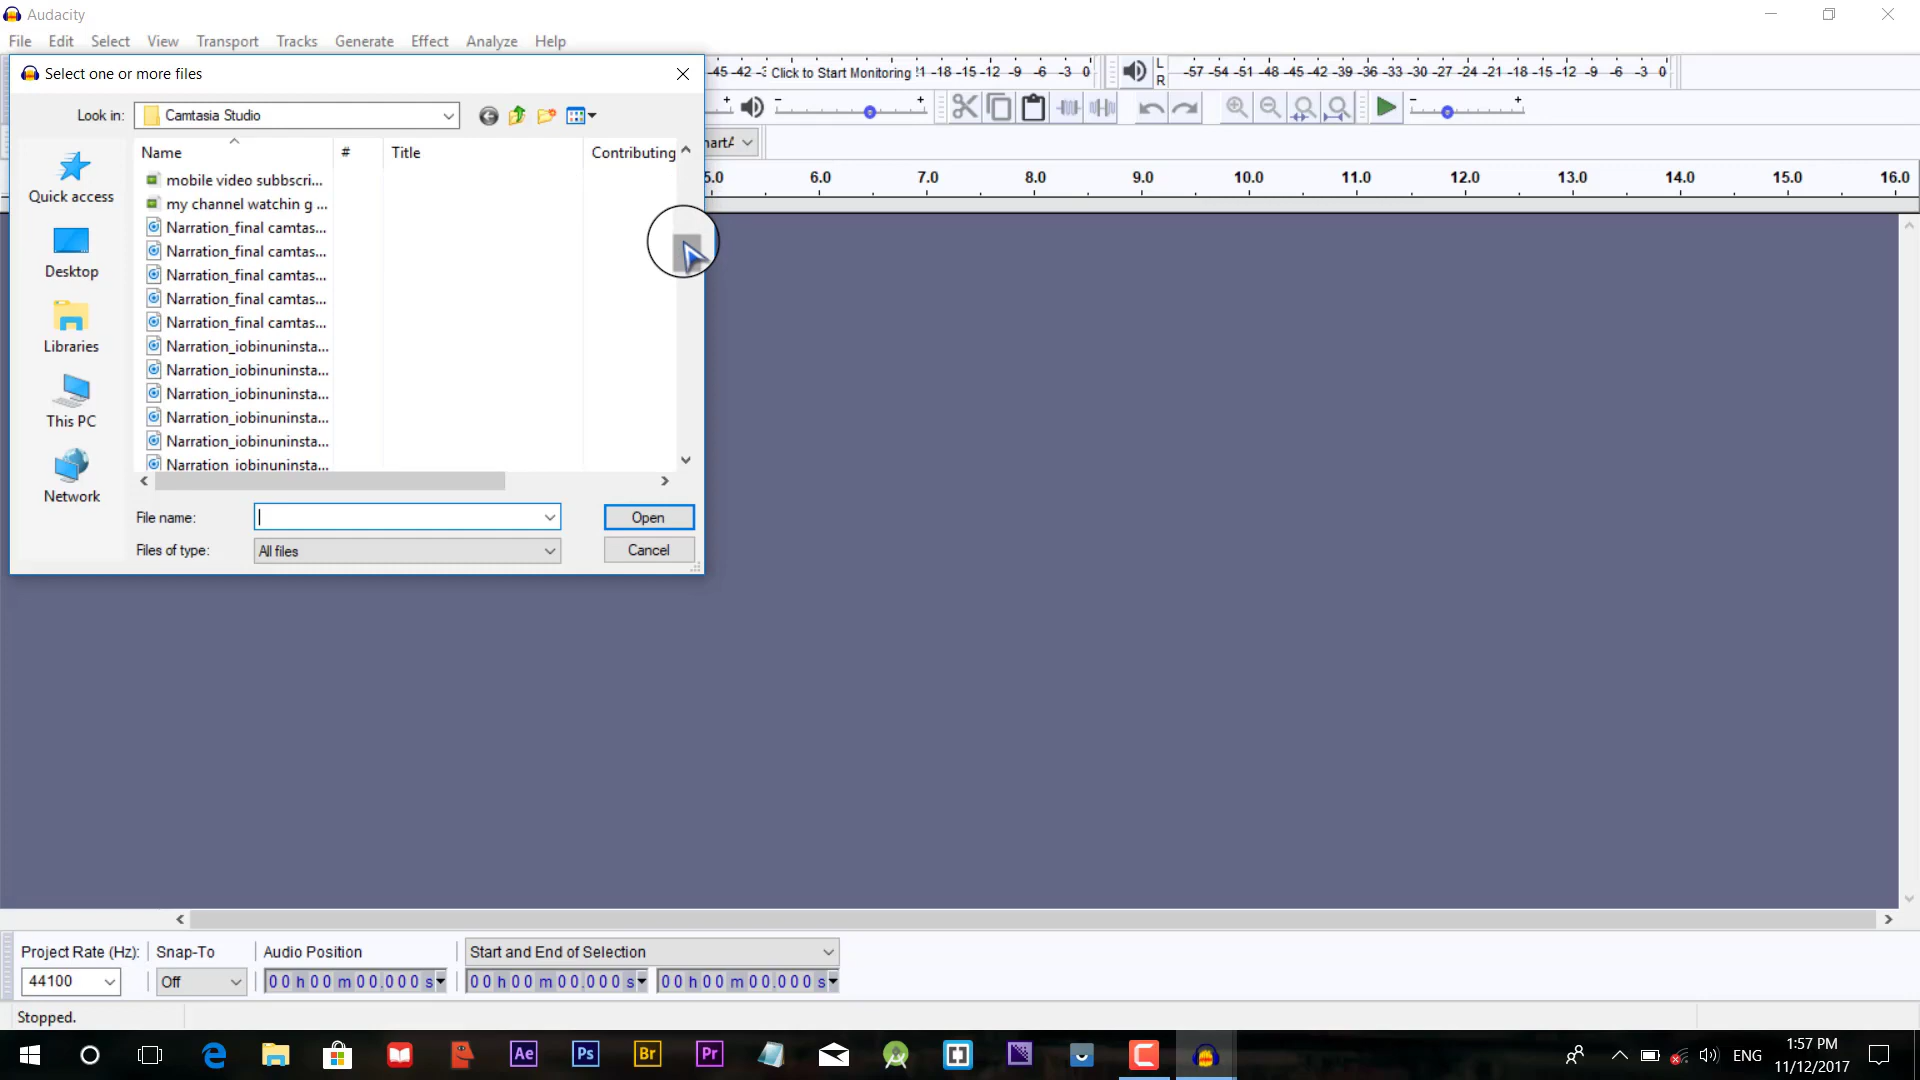 Audacity
File Edit Select View Transport Tracks Generate Effect Analyze Help
Select one or more files
-45 -42 Click to Start Monitoring -18 -15 -12 -9 -6 -3 0
L
R
-57 -54 -51 -48 -45 -42 -39 -36 -33 -30 -27 -24 -21 -18 -15 -12 -9 -6 -3 0
Look in: Camtasia Studio
Name # Title Contributing
5.0 6.0 7.0 8.0 9.0 10.0 11.0 12.0 13.0 14.0 15.0 16.0
mobile video subbscri...
my channel watchin g ...
Narration_final camtas...
Narration_final camtas...
Narration_final camtas...
Narration_final camtas...
Narration_final camtas...
Narration_iobinuninsta...
Narration_iobinuninsta...
Narration_iobinuninsta...
Narration_iobinuninsta...
Narration_iobinuninsta...
Narration_iobinuninsta...
Quick access
Desktop
Libraries
This PC
Network
File name: Open
Files of type: All files Cancel
Project Rate (Hz): Snap-To Audio Position Start and End of Selection
44100 Off 00 h 00 m 00.000 s 00 h 00 m 00.000 s 00 h 00 m 00.000 s
Stopped.
Ae Ps Br Pr ENG 1:57 PM
11/12/2017